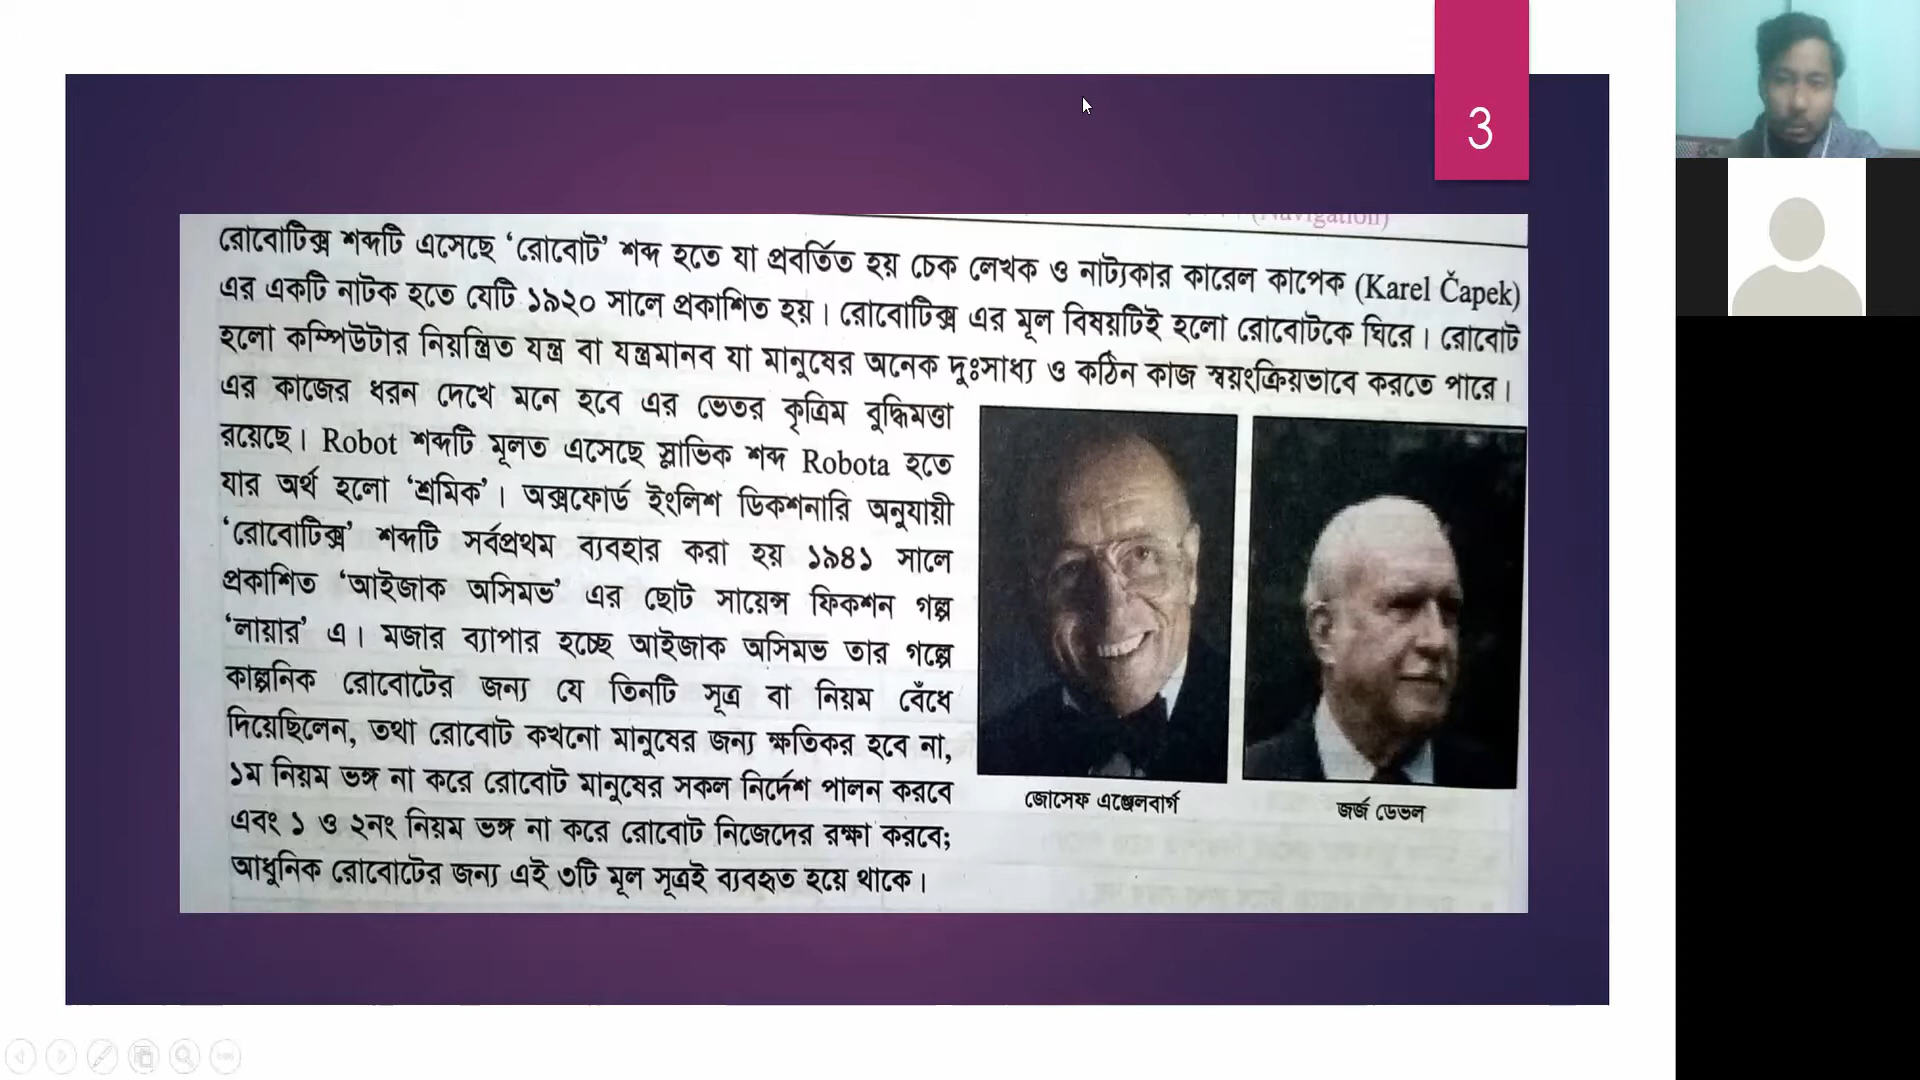 3
(Navigation)
রোবোটিক্স শব্দটি এসেছে ‘রোবোট’ শব্দ হতে যা প্রবর্তিত হয় চেক লেখক ও নাট্যকার কারেল কাপেক (Karel Čapek)
এর একটি নাটক হতে যেটি ১৯২০ সালে প্রকাশিত হয়। রোবোটিক্স এর মূল বিষয়টিই হলো রোবোটকে ঘিরে। রোবোট
হলো কম্পিউটার নিয়ন্ত্রিত যন্ত্র বা যন্ত্রমানব যা মানুষের অনেক দুঃসাধ্য ও কঠিন কাজ স্বয়ংক্রিয়ভাবে করতে পারে।
এর কাজের ধরন দেখে মনে হবে এর ভেতর কৃত্রিম বুদ্ধিমত্তা
রয়েছে। Robot শব্দটি মূলত এসেছে স্লাভিক শব্দ Robota হতে
যার অর্থ হলো ‘শ্রমিক’। অক্সফোর্ড ইংলিশ ডিকশনারি অনুযায়ী
‘রোবোটিক্স’ শব্দটি সর্বপ্রথম ব্যবহার করা হয় ১৯৪১ সালে
প্রকাশিত ‘আইজাক অসিমভ’ এর ছোট সায়েন্স ফিকশন গল্প
‘লায়ার’ এ। মজার ব্যাপার হচ্ছে আইজাক অসিমভ তার গল্পে
কাল্পনিক রোবোটের জন্য যে তিনটি সূত্র বা নিয়ম বেঁধে
দিয়েছিলেন, তথা রোবোট কখনো মানুষের জন্য ক্ষতিকর হবে না,
১ম নিয়ম ভঙ্গ না করে রোবোট মানুষের সকল নির্দেশ পালন করবে
এবং ১ ও ২নং নিয়ম ভঙ্গ না করে রোবোট নিজেদের রক্ষা করবে;
আধুনিক রোবোটের জন্য এই ৩টি মূল সূত্রই ব্যবহৃত হয়ে থাকে।
জোসেফ এঞ্জেলবার্গ
জর্জ ডেভল